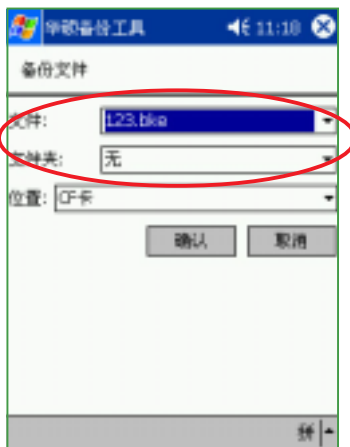 华硕备份工具 11:18
备份文件
文件: 123.bka
文件夹: 无
位置: CF卡
确认 取消
拼